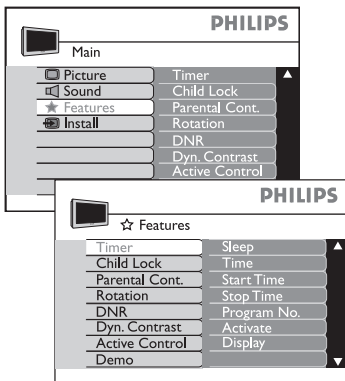 PHILIPS
Main
Picture Timer
Sound Child Lock
Features Parental Cont.
Install Rotation
DNR
Dyn. Contrast
Active Control
PHILIPS
Features
Timer Sleep
Child Lock Time
Parental Cont. Start Time
Rotation Stop Time
DNR Program No.
Dyn. Contrast Activate
Active Control Display
Demo